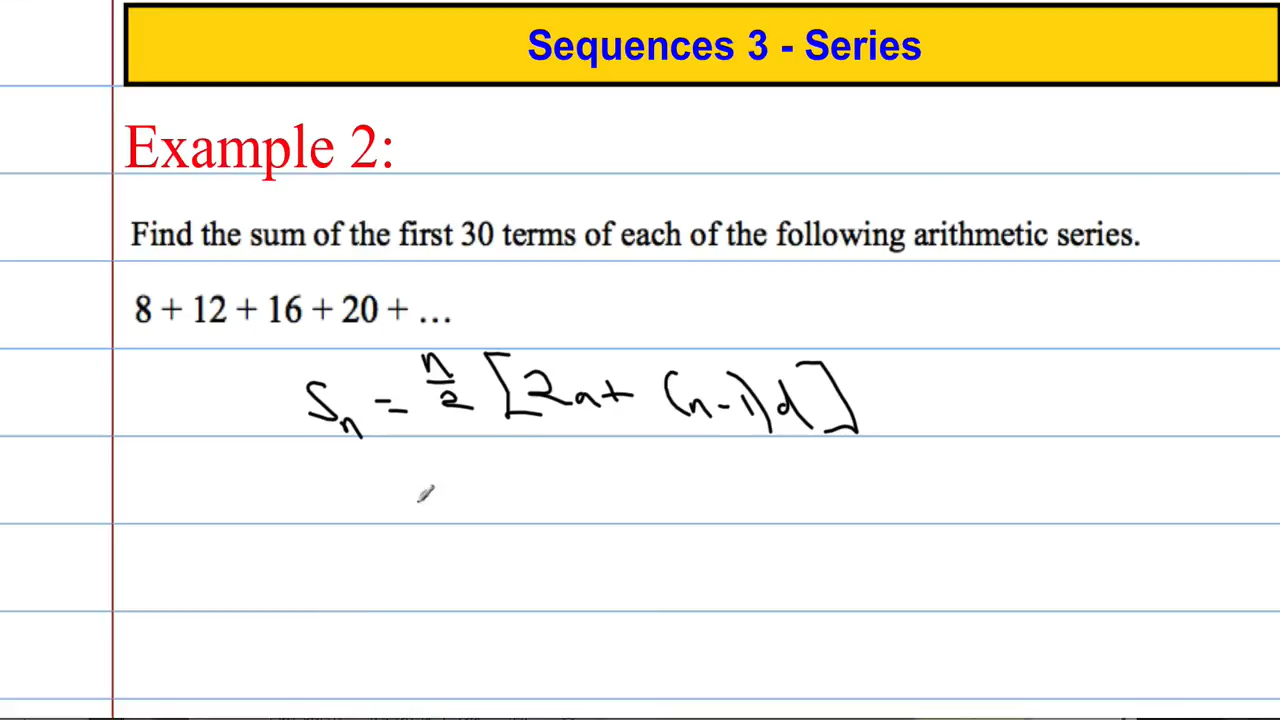 Sequences 3 - Series
Example 2:
Find the sum of the first 30 terms of each of the following arithmetic series.
8 + 12 + 16 + 20 + …
Sn = n/2 [2a + (n-1)d]